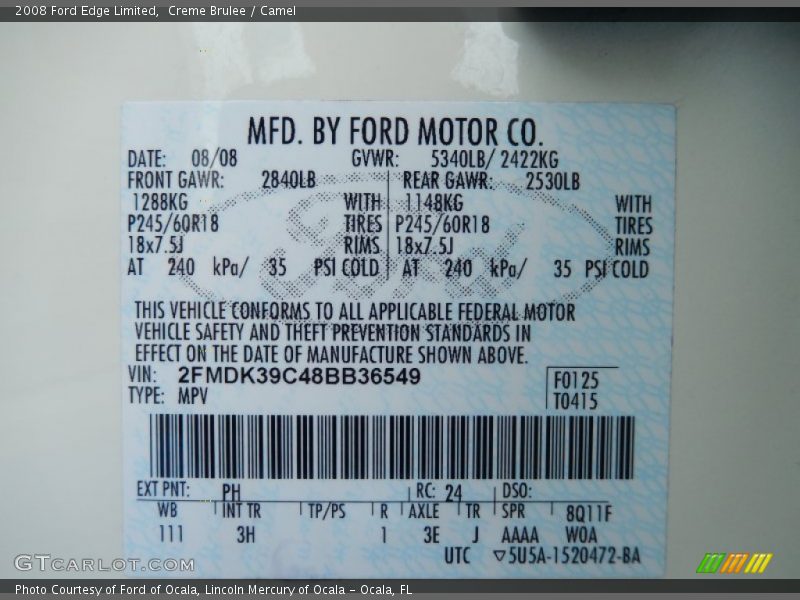 2008 Ford Edge Limited, Creme Brulee / Camel
MFD. BY FORD MOTOR CO.
DATE: 08/08 GVWR: 5340LB/ 2422KG
FRONT GAWR: 2840LB REAR GAWR: 2530LB
1288KG WITH 1148KG WITH
P245/60R18 TIRES P245/60R18 TIRES
18x7.5J RIMS 18x7.5J RIMS
AT 240 kPa/ 35 PSI COLD AT 240 kPa/ 35 PSI COLD
Ford
THIS VEHICLE CONFORMS TO ALL APPLICABLE FEDERAL MOTOR
VEHICLE SAFETY AND THEFT PREVENTION STANDARDS IN
EFFECT ON THE DATE OF MANUFACTURE SHOWN ABOVE.
VIN: 2FMDK39C48BB36549 F0125
TYPE: MPV T0415
EXT PNT: PH RC: 24 DSO:
WB INT TR TP/PS R AXLE TR SPR 8Q11F
111 3H 1 3E J AAAA WOA
UTC ▽5U5A-1520472-BA
GTCARLOT.COM
Photo Courtesy of Ford of Ocala, Lincoln Mercury of Ocala - Ocala, FL